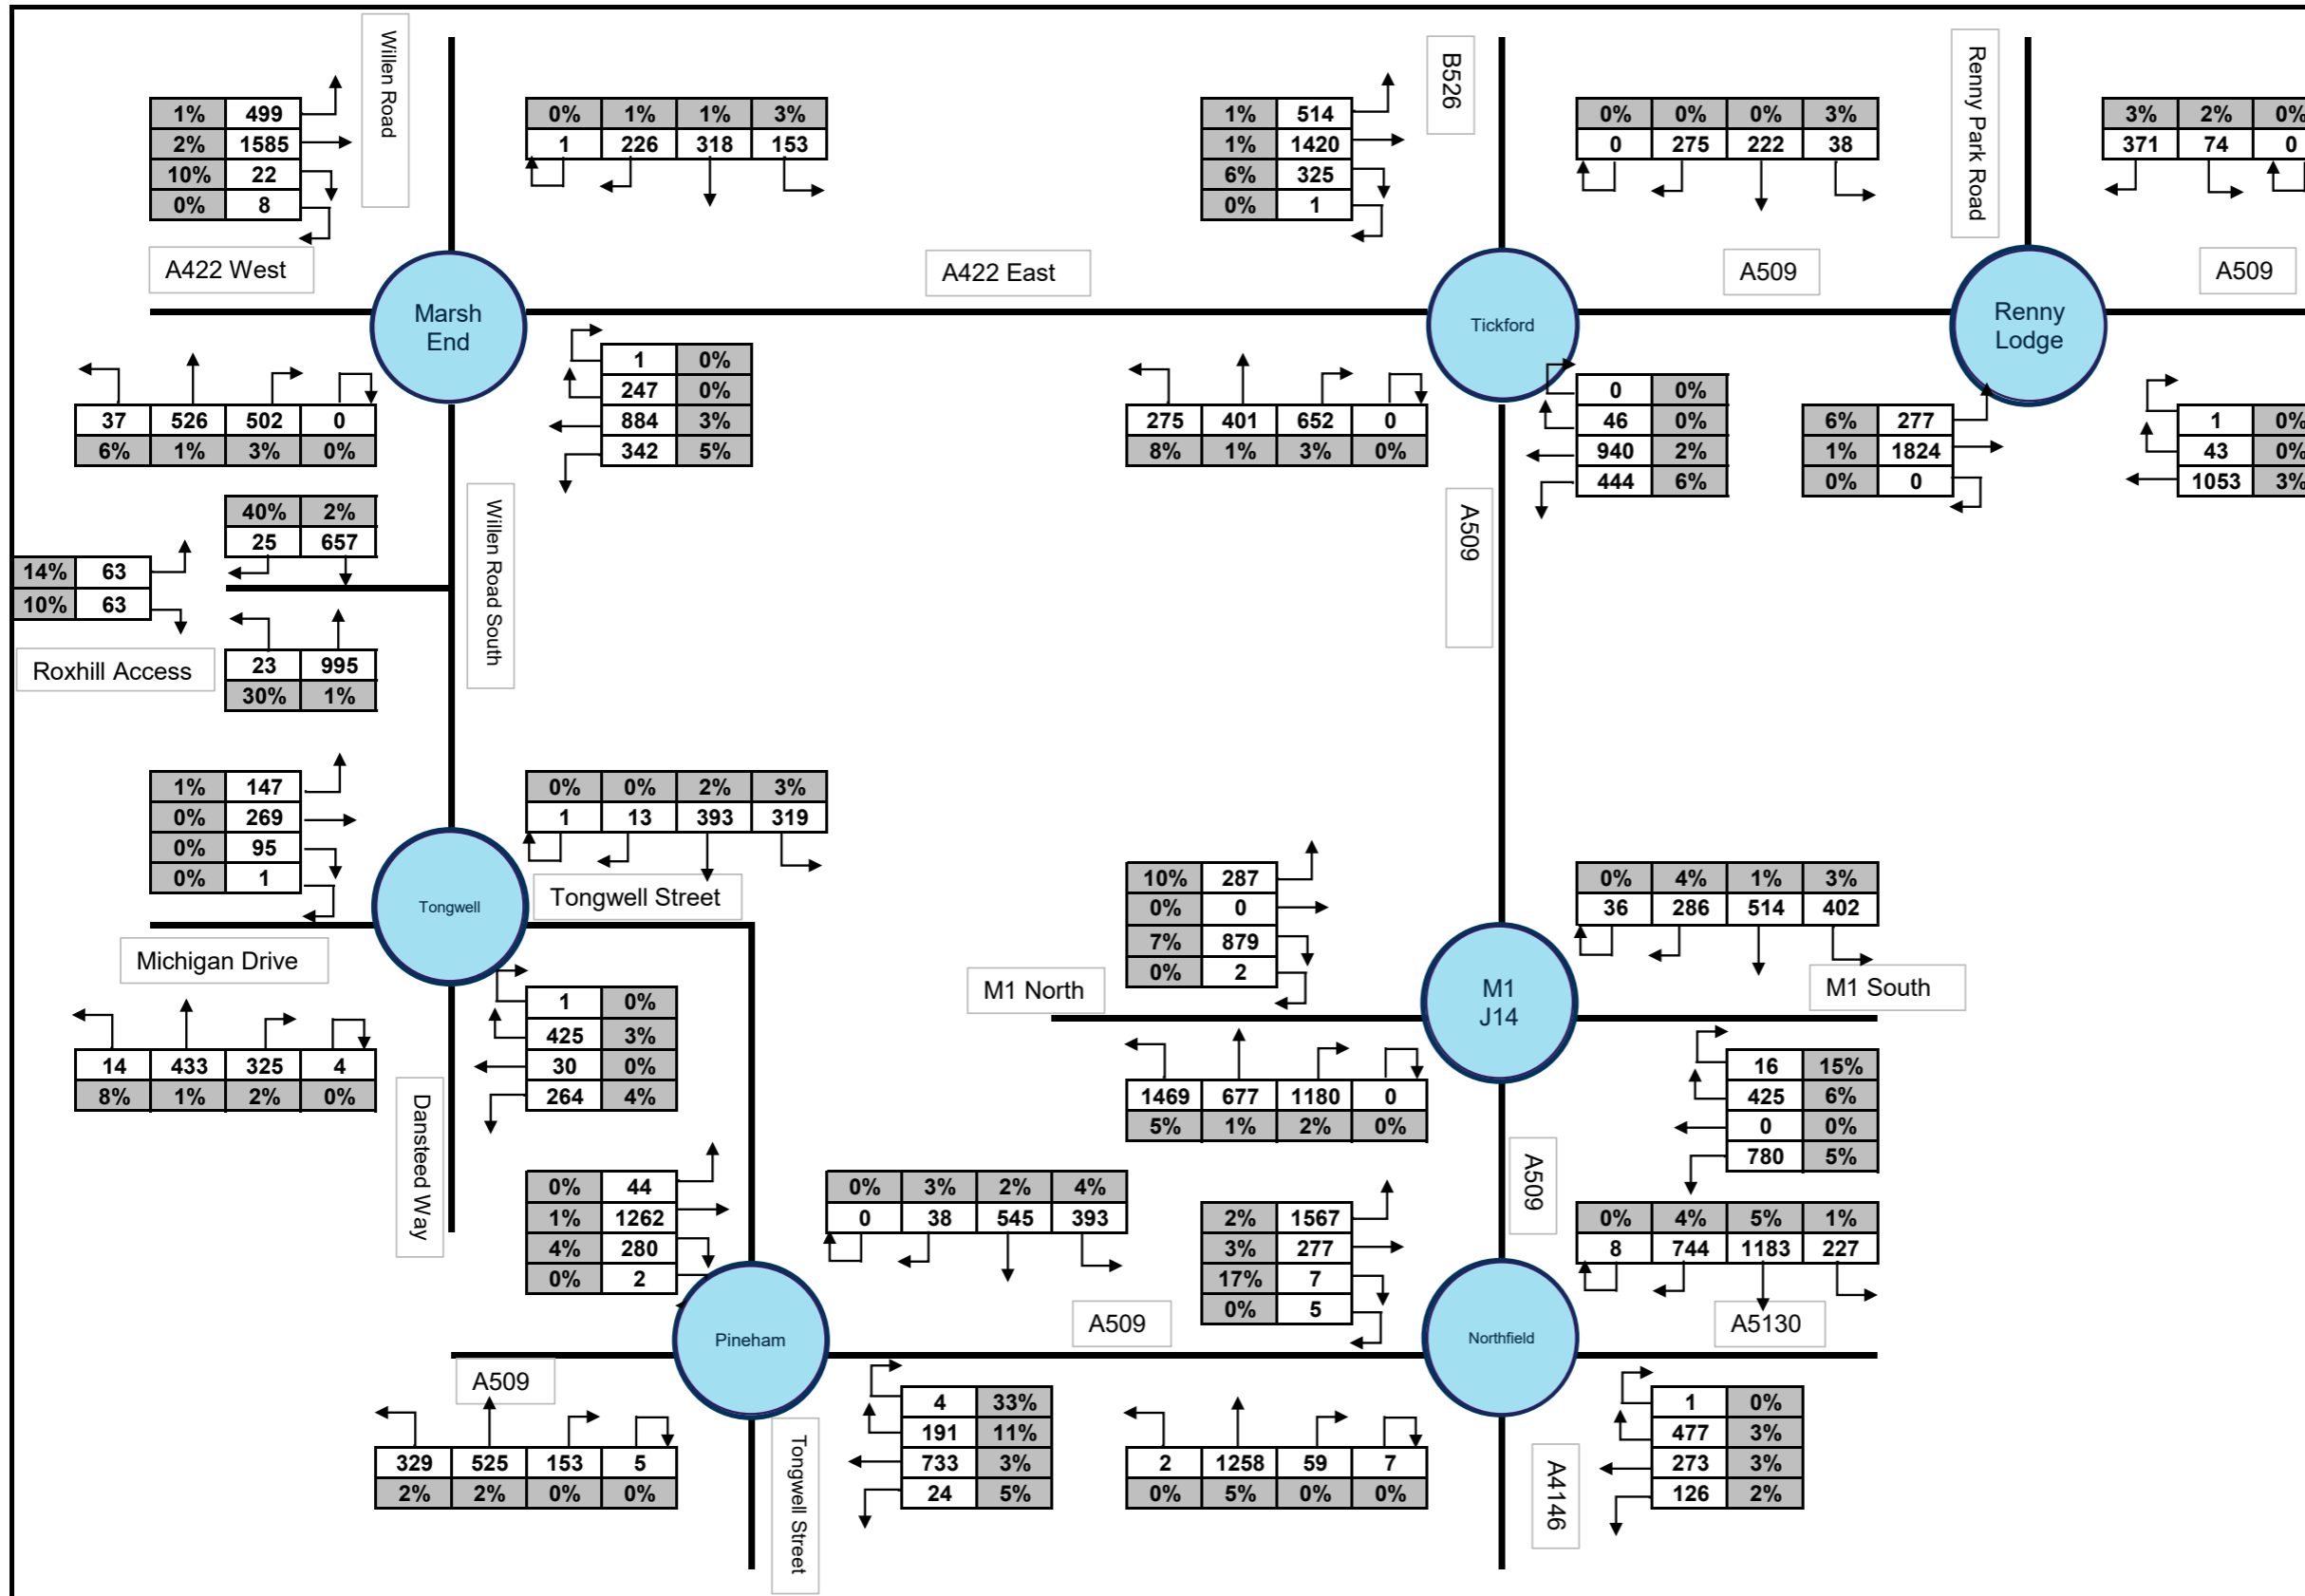 Willen Road
1% 499
2% 1585
10% 22
0% 8
0% 1% 1% 3%
1 226 318 153
A422 West
Marsh
End
A422 East
37 526 502 0
6% 1% 3% 0%
1 0%
247 0%
884 3%
342 5%
B526
1% 514
1% 1420
6% 325
0% 1
0% 0% 0% 3%
0 275 222 38
Tickford
A509
275 401 652 0
8% 1% 3% 0%
0 0%
46 0%
940 2%
444 6%
Renny Park Road
3% 2% 0%
371 74 0
Renny
Lodge
A509
6% 277
1% 1824
0% 0
1 0%
43 0%
1053 3%
40% 2%
25 657
14% 63
10% 63
Roxhill Access
23 995
30% 1%
Willen Road South
A509
1% 147
0% 269
0% 95
0% 1
0% 0% 2% 3%
1 13 393 319
Tongwell
Tongwell Street
Michigan Drive
14 433 325 4
8% 1% 2% 0%
1 0%
425 3%
30 0%
264 4%
Dansteed Way
10% 287
0% 0
7% 879
0% 2
0% 4% 1% 3%
36 286 514 402
M1 North
M1
J14
M1 South
1469 677 1180 0
5% 1% 2% 0%
16 15%
425 6%
0 0%
780 5%
A509
0% 44
1% 1262
4% 280
0% 2
0% 3% 2% 4%
0 38 545 393
Pineham
A509
A509
329 525 153 5
2% 2% 0% 0%
4 33%
191 11%
733 3%
24 5%
Tongwell Street
2% 1567
3% 277
17% 7
0% 5
0% 4% 5% 1%
8 744 1183 227
Northfield
A5130
2 1258 59 7
0% 5% 0% 0%
1 0%
477 3%
273 3%
126 2%
A4146